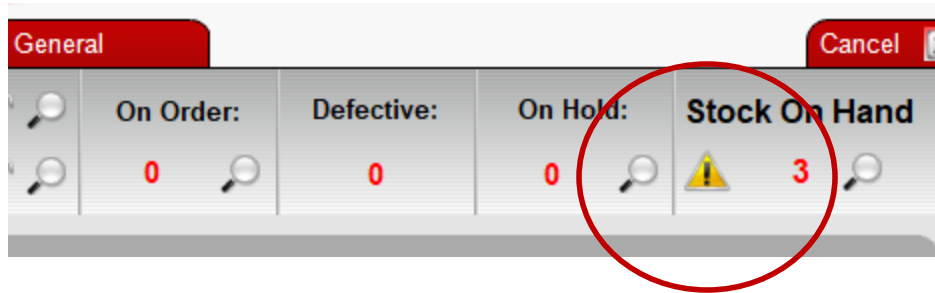 General
Cancel
On Order:
Defective:
On Hold:
Stock On Hand
0
0
0
3